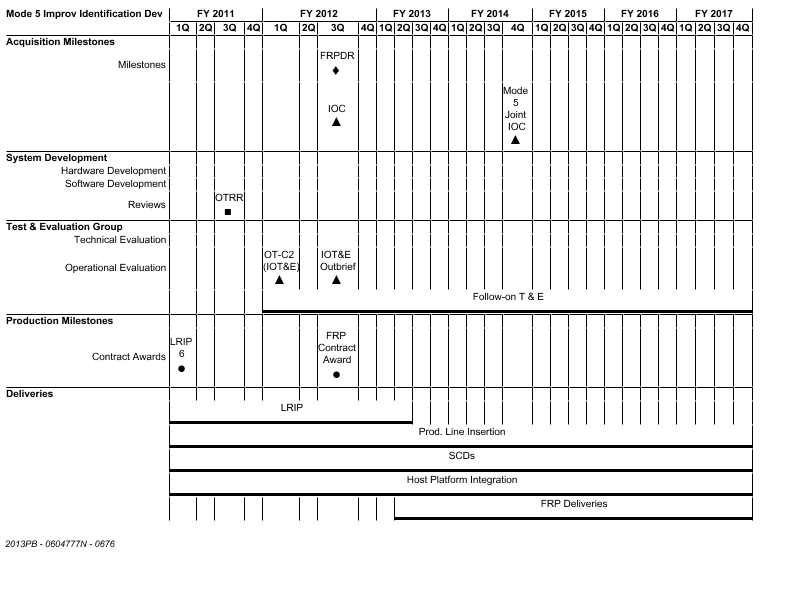 Mode 5 Improv Identification Dev FY 2011 FY 2012 FY 2013 FY 2014 FY 2015 FY 2016 FY 2017
1Q 2Q 3Q 4Q 1Q 2Q 3Q 4Q 1Q 2Q 3Q 4Q 1Q 2Q 3Q 4Q 1Q 2Q 3Q 4Q 1Q 2Q 3Q 4Q 1Q 2Q 3Q 4Q
Acquisition Milestones
Milestones
FRPDR
IOC
Mode
5
Joint
IOC
System Development
Hardware Development
Software Development
Reviews
OTRR
Test & Evaluation Group
Technical Evaluation
Operational Evaluation
OT-C2
(IOT&E)
IOT&E
Outbrief
Follow-on T & E
Production Milestones
Contract Awards
LRIP
6
FRP
Contract
Award
Deliveries
LRIP
Prod. Line Insertion
SCDs
Host Platform Integration
FRP Deliveries
2013PB - 0604777N - 0676